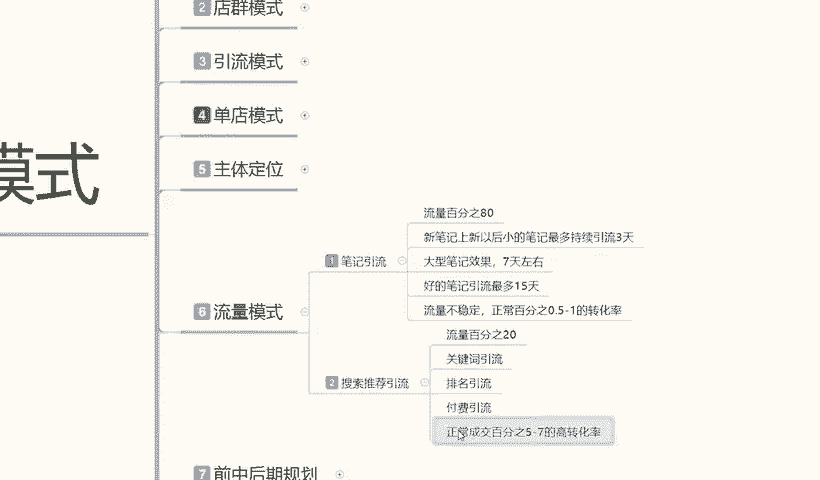 2 店群模式
3 引流模式
4 单店模式
模式
5 主体定位
6 流量模式
1 笔记引流
流量百分之80
新笔记上新以后小的笔记最多持续引流3天
大型笔记效果，7天左右
好的笔记引流最多15天
流量不稳定，正常百分之0.5-1的转化率
2 搜索推荐引流
流量百分之20
关键词引流
排名引流
付费引流
正常成交百分之5-7的高转化率
7 前中后期规划